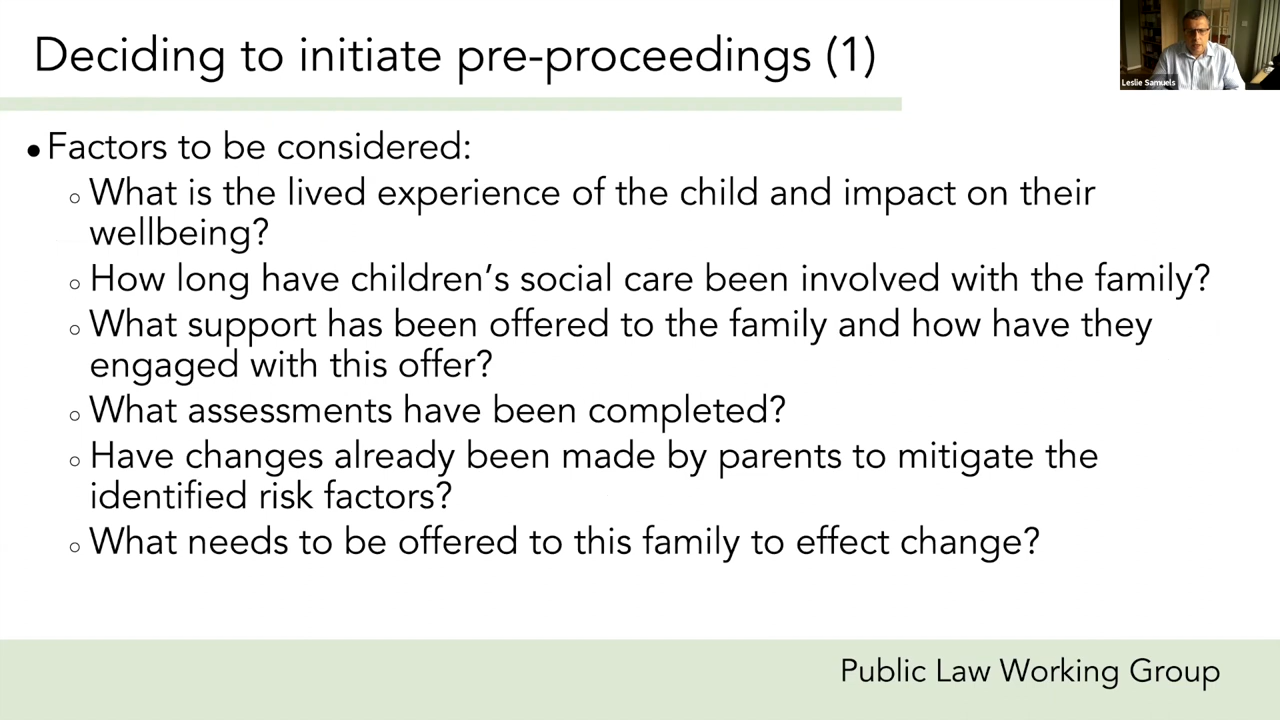 Deciding to initiate pre-proceedings (1)
Leslie Samuels
● Factors to be considered:
○ What is the lived experience of the child and impact on their
wellbeing?
○ How long have children’s social care been involved with the family?
○ What support has been offered to the family and how have they
engaged with this offer?
○ What assessments have been completed?
○ Have changes already been made by parents to mitigate the
identified risk factors?
○ What needs to be offered to this family to effect change?
Public Law Working Group